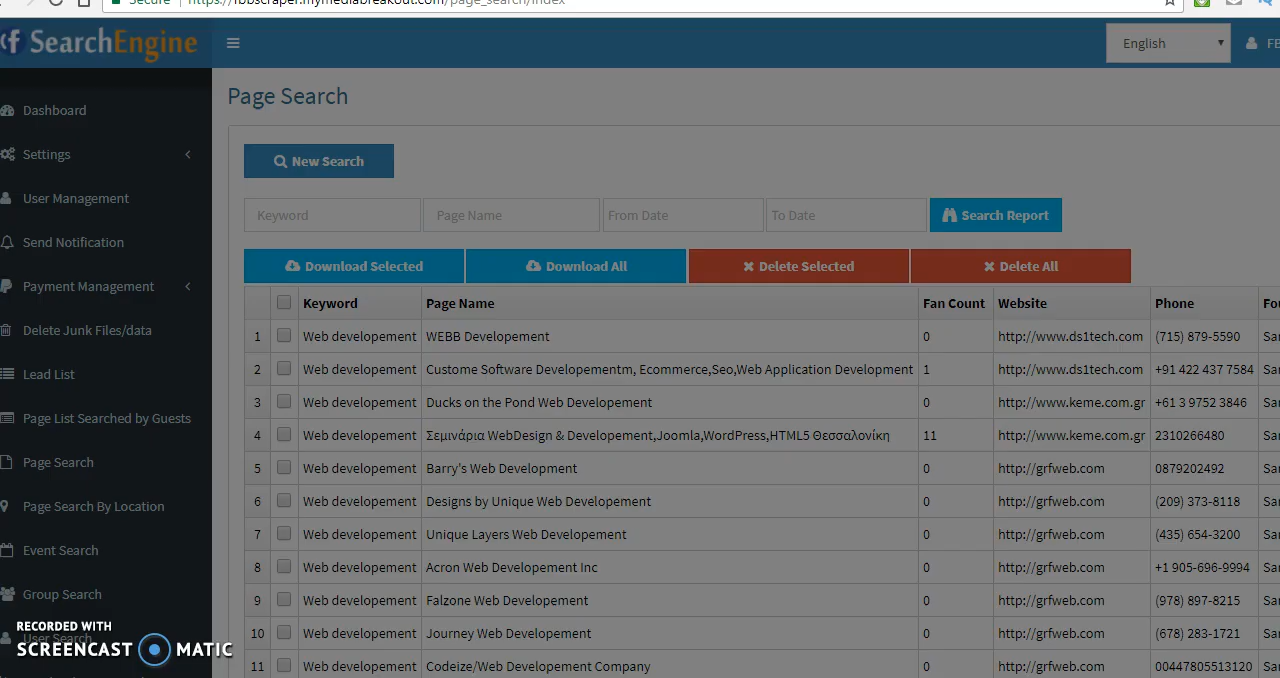 Secure | https://fbbscraper.mymediabreakout.com/page_search/index
f SearchEngine
English
FB
Dashboard
Settings
User Management
Send Notification
Payment Management
Delete Junk Files/data
Lead List
Page List Searched by Guests
Page Search
Page Search By Location
Event Search
Group Search
User Search
Page Search
New Search
Keyword Page Name From Date To Date Search Report
Download Selected Download All Delete Selected Delete All
Keyword Page Name Fan Count Website Phone
1 Web developement WEBB Developement 0 http://www.ds1tech.com (715) 879-5590
2 Web developement Custome Software Developementm, Ecommerce,Seo,Web Application Development 1 http://www.ds1tech.com +91 422 437 7584
3 Web developement Ducks on the Pond Web Developement 0 http://www.keme.com.gr +61 3 9752 3846
4 Web developement Σεμινάρια WebDesign & Developement,Joomla,WordPress,HTML5 Θεσσαλονίκη 11 http://www.keme.com.gr 2310266480
5 Web developement Barry's Web Development 0 http://grfweb.com 0879202492
6 Web developement Designs by Unique Web Developement 0 http://grfweb.com (209) 373-8118
7 Web developement Unique Layers Web Development 0 http://grfweb.com (435) 654-3200
8 Web developement Acron Web Developement Inc 0 http://grfweb.com +1 905-696-9994
9 Web developement Falzone Web Developement 0 http://grfweb.com (978) 897-8215
10 Web developement Journey Web Developement 0 http://grfweb.com (678) 283-1721
11 Web developement Codeize/Web Developement Company 0 http://grfweb.com 00447805513120
RECORDED WITH
SCREENCAST MATIC